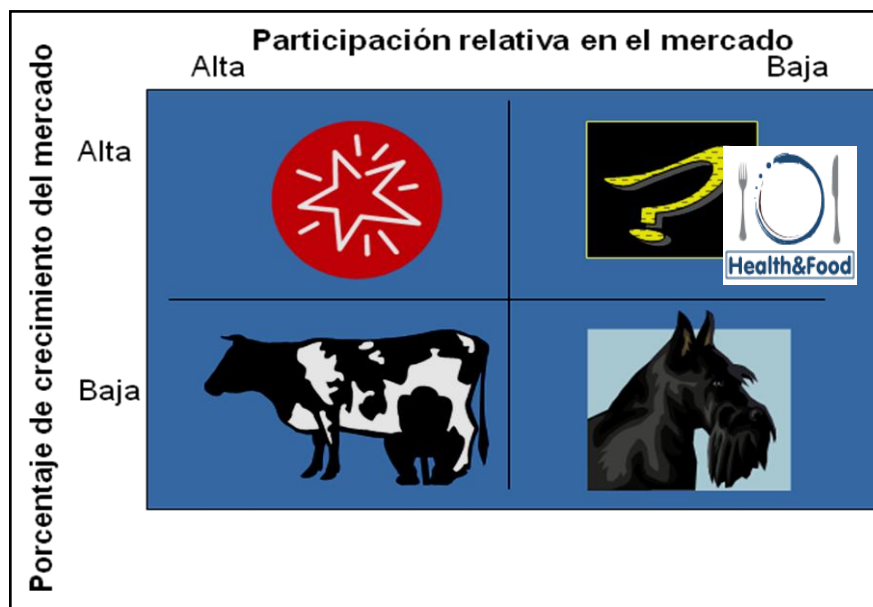 Participación relativa en el mercado
Alta
Baja
Porcentaje de crecimiento del mercado
Alta
Health&Food
Baja